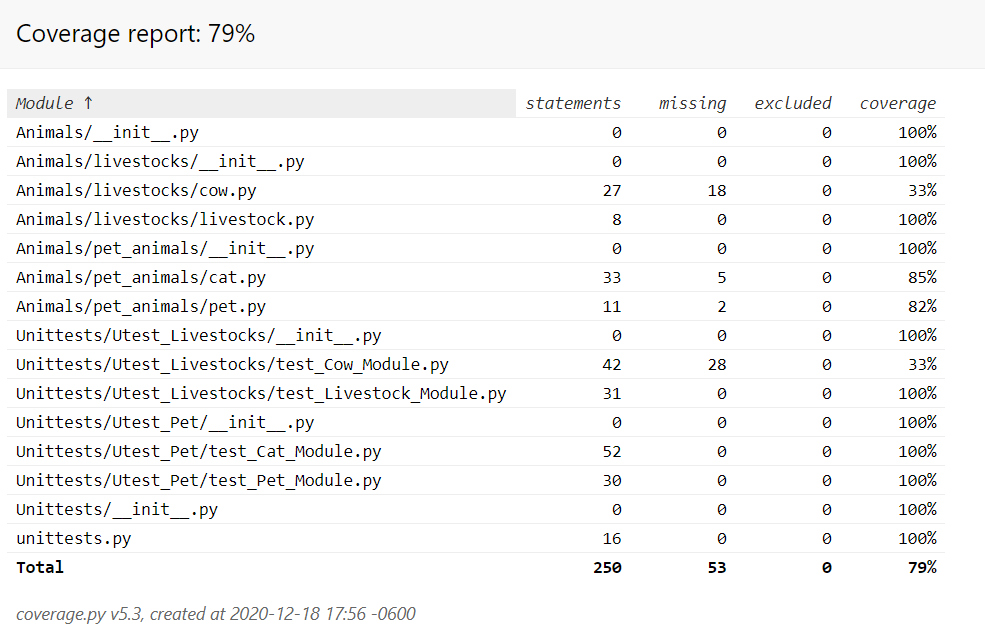 Coverage report: 79%
Module ↑ statements missing excluded coverage
Animals/__init__.py 0 0 0 100%
Animals/livestocks/__init__.py 0 0 0 100%
Animals/livestocks/cow.py 27 18 0 33%
Animals/livestocks/livestock.py 8 0 0 100%
Animals/pet_animals/__init__.py 0 0 0 100%
Animals/pet_animals/cat.py 33 5 0 85%
Animals/pet_animals/pet.py 11 2 0 82%
Unittests/Utest_Livestocks/__init__.py 0 0 0 100%
Unittests/Utest_Livestocks/test_Cow_Module.py 42 28 0 33%
Unittests/Utest_Livestocks/test_Livestock_Module.py 31 0 0 100%
Unittests/Utest_Pet/__init__.py 0 0 0 100%
Unittests/Utest_Pet/test_Cat_Module.py 52 0 0 100%
Unittests/Utest_Pet/test_Pet_Module.py 30 0 0 100%
Unittests/__init__.py 0 0 0 100%
unittests.py 16 0 0 100%
Total 250 53 0 79%
coverage.py v5.3, created at 2020-12-18 17:56 -0600